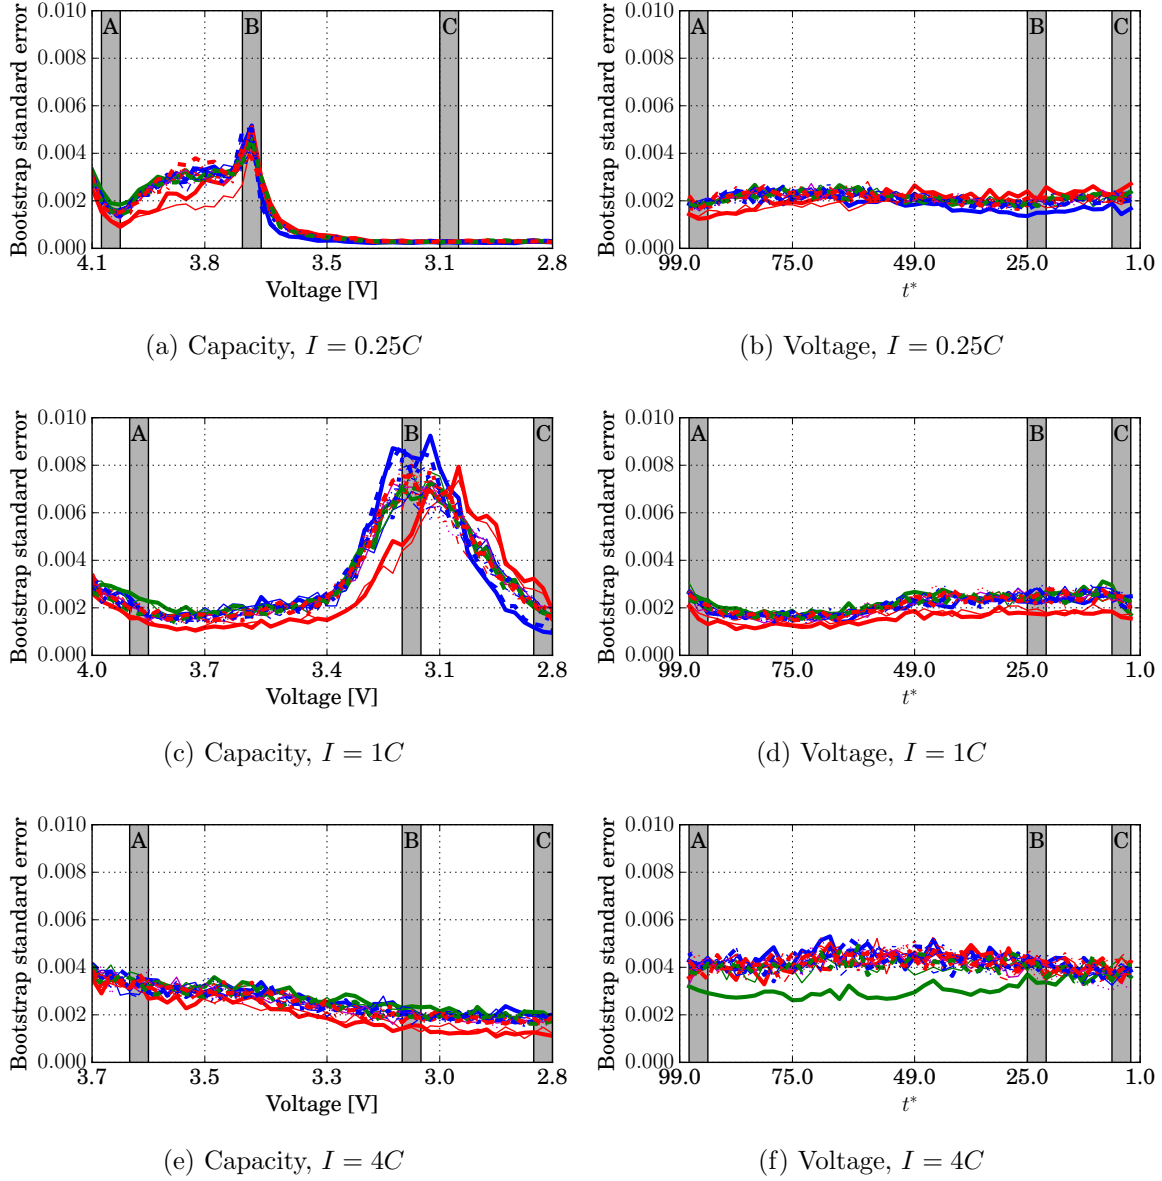 0.010
0.008
0.006
0.004
0.002
0.000
Bootstrap standard error
A
B
C
4.1
3.8
3.5
3.1
2.8
Voltage [V]
(a) Capacity, I = 0.25C
0.010
0.008
0.006
0.004
0.002
0.000
Bootstrap standard error
A
B
C
99.0
75.0
49.0
25.0
1.0
t*
(b) Voltage, I = 0.25C
0.010
0.008
0.006
0.004
0.002
0.000
Bootstrap standard error
A
B
C
4.0
3.7
3.4
3.1
2.8
Voltage [V]
(c) Capacity, I = 1C
0.010
0.008
0.006
0.004
0.002
0.000
Bootstrap standard error
A
B
C
99.0
75.0
49.0
25.0
1.0
t*
(d) Voltage, I = 1C
0.010
0.008
0.006
0.004
0.002
0.000
Bootstrap standard error
A
B
C
3.7
3.5
3.3
3.0
2.8
Voltage [V]
(e) Capacity, I = 4C
0.010
0.008
0.006
0.004
0.002
0.000
Bootstrap standard error
A
B
C
99.0
75.0
49.0
25.0
1.0
t*
(f) Voltage, I = 4C